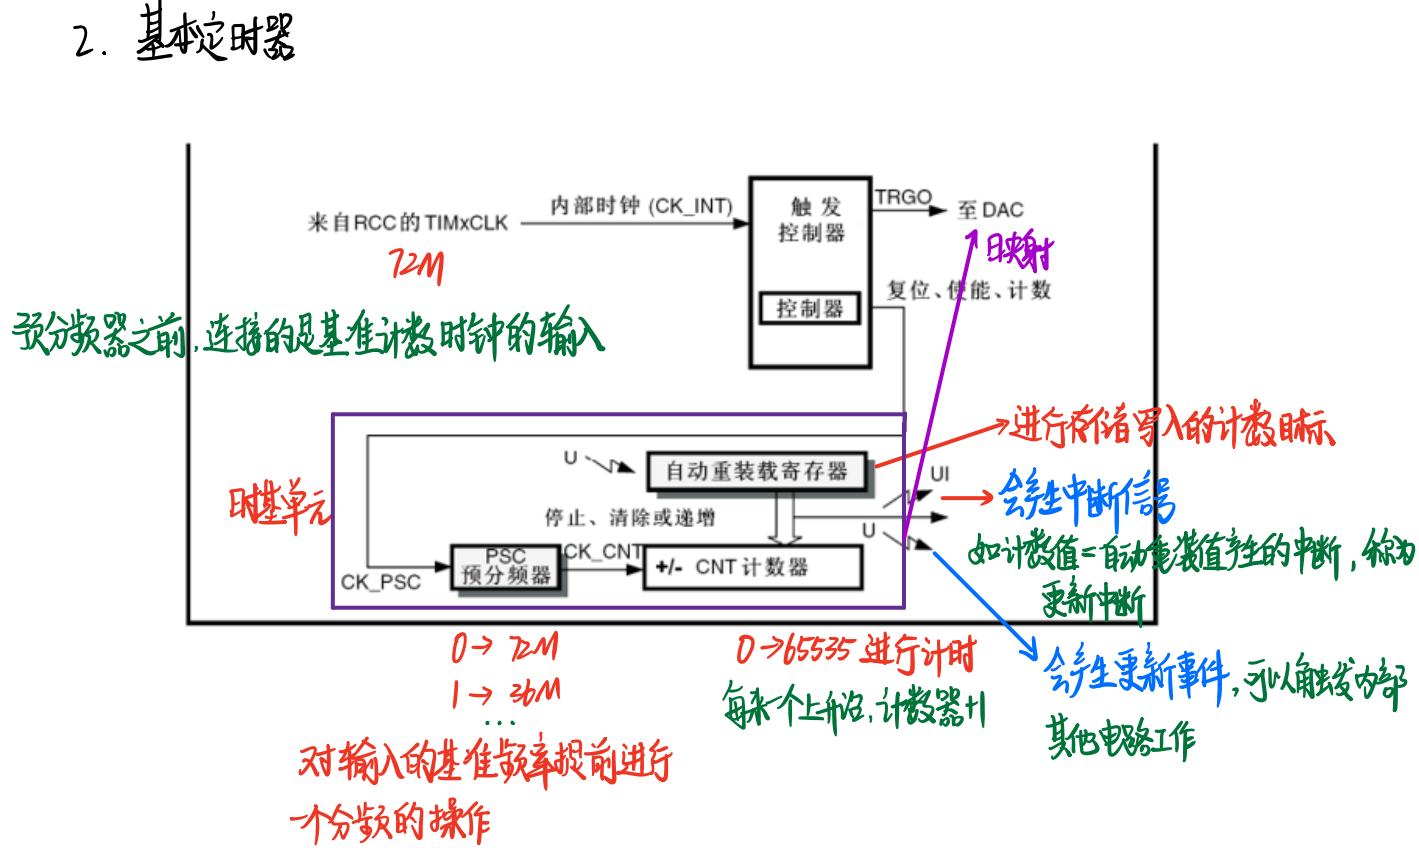 2. 基本定时器
来自RCC的TIMxCLK
内部时钟 (CK_INT)
触发
控制器
TRGO
至DAC
72M
映射
控制器
复位、使能、计数
预分频器之前,连接的是基准计数时钟的输入
进行存储写入的计数目标
U
自动重装载寄存器
UI
会产生中断信号
时基单元
停止、清除或递增
U
如计数值=自动重装值产生的中断,称为
更新中断
CK_PSC
PSC
预分频器
CK_CNT
+/- CNT 计数器
0→72M
1→36M
...
0→65535 进行计时
每来一个上升沿,计数器+1
会产生更新事件,可以触发内部
其他电路工作
对输入的基准频率提前进行
一个分频的操作